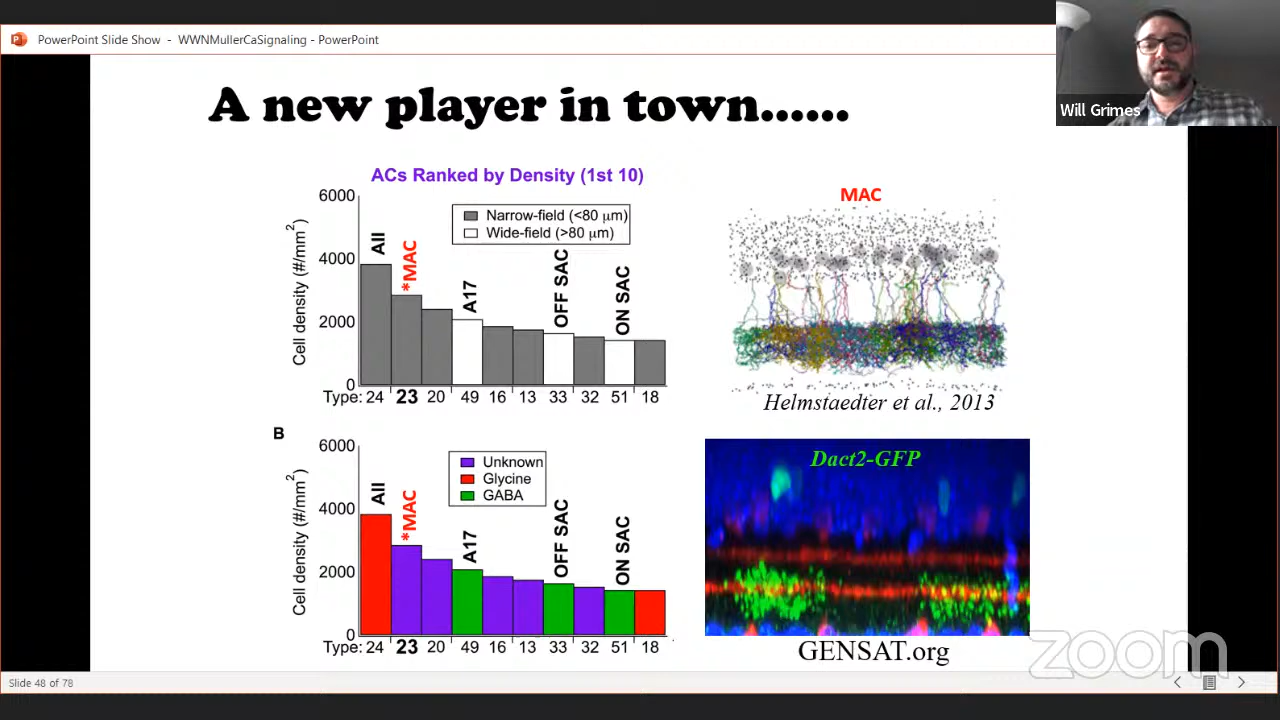 PowerPoint Slide Show - WWNMullerCaSignaling - PowerPoint
Will Grimes
A new player in town......
ACs Ranked by Density (1st 10)
Cell density (#/mm2)
6000
4000
2000
0
Narrow-field (<80 μm)
Wide-field (>80 μm)
AII
*MAC
A17
OFF SAC
ON SAC
Type: 24 23 20 49 16 13 33 32 51 18
MAC
Helmstaedter et al., 2013
B
Cell density (#/mm2)
6000
4000
2000
0
Unknown
Glycine
GABA
AII
*MAC
A17
OFF SAC
ON SAC
Type: 24 23 20 49 16 13 33 32 51 18
Dact2-GFP
GENSAT.org
zoom
Slide 48 of 78